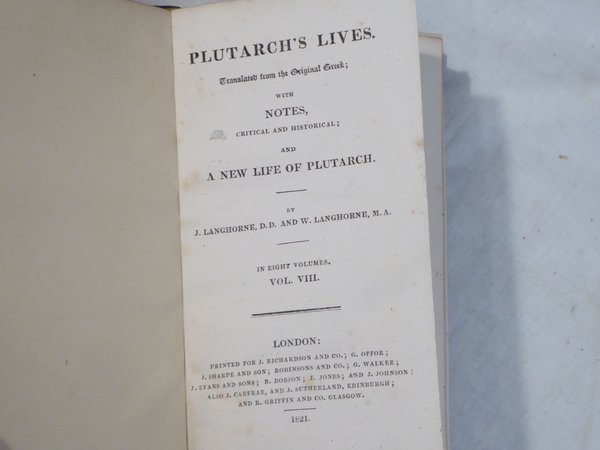 PLUTARCH'S LIVES.
Translated from the Original Greek;
WITH
NOTES,
CRITICAL AND HISTORICAL;
AND
A NEW LIFE OF PLUTARCH.
BY
J. LANGHORNE, D.D. AND W. LANGHORNE, M.A.
IN EIGHT VOLUMES.
VOL. VIII.
LONDON:
PRINTED FOR J. RICHARDSON AND CO.; G. OFFOR;
J. SHARPE AND SON; ROBINSONS AND CO.; G. WALKER;
J. EVANS AND SONS; R. DOBSON; J. JONES; AND J. JOHNSON:
ALSO J. CARFRAE, AND J. SUTHERLAND, EDINBURGH;
AND R. GRIFFIN AND CO. GLASGOW.
1821.